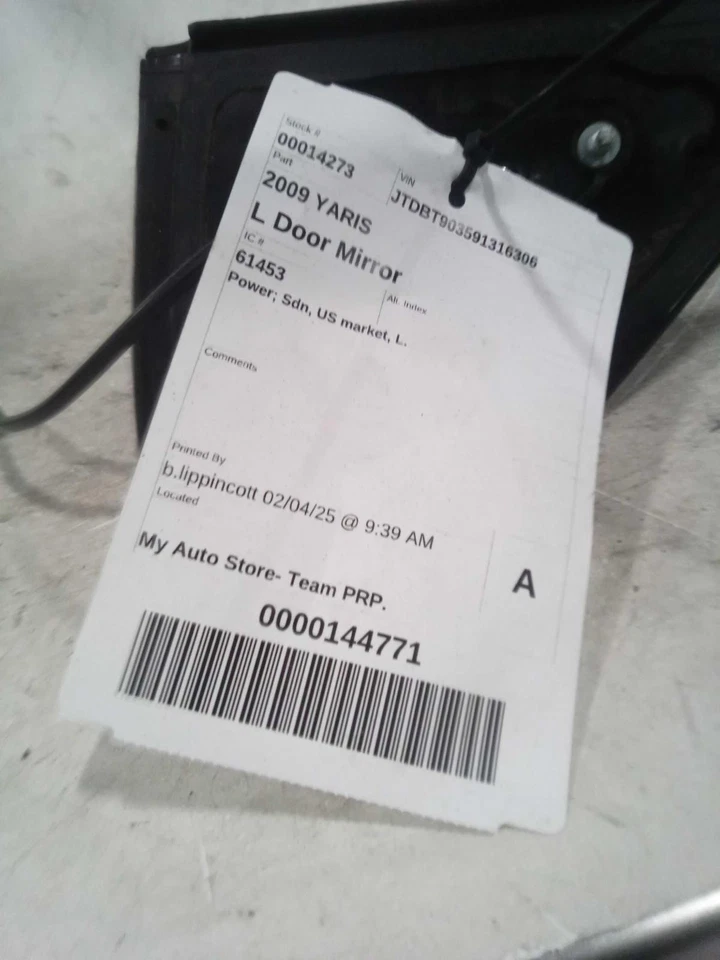 Stock #
00014273
VIN
JTDBT903591316306
Part
2009 YARIS
L Door Mirror
IC #
61453
Alt. Index
Power; Sdn, US market, L.
Comments
Printed By
b.lippincott 02/04/25 @ 9:39 AM
Located
My Auto Store- Team PRP.
A
0000144771